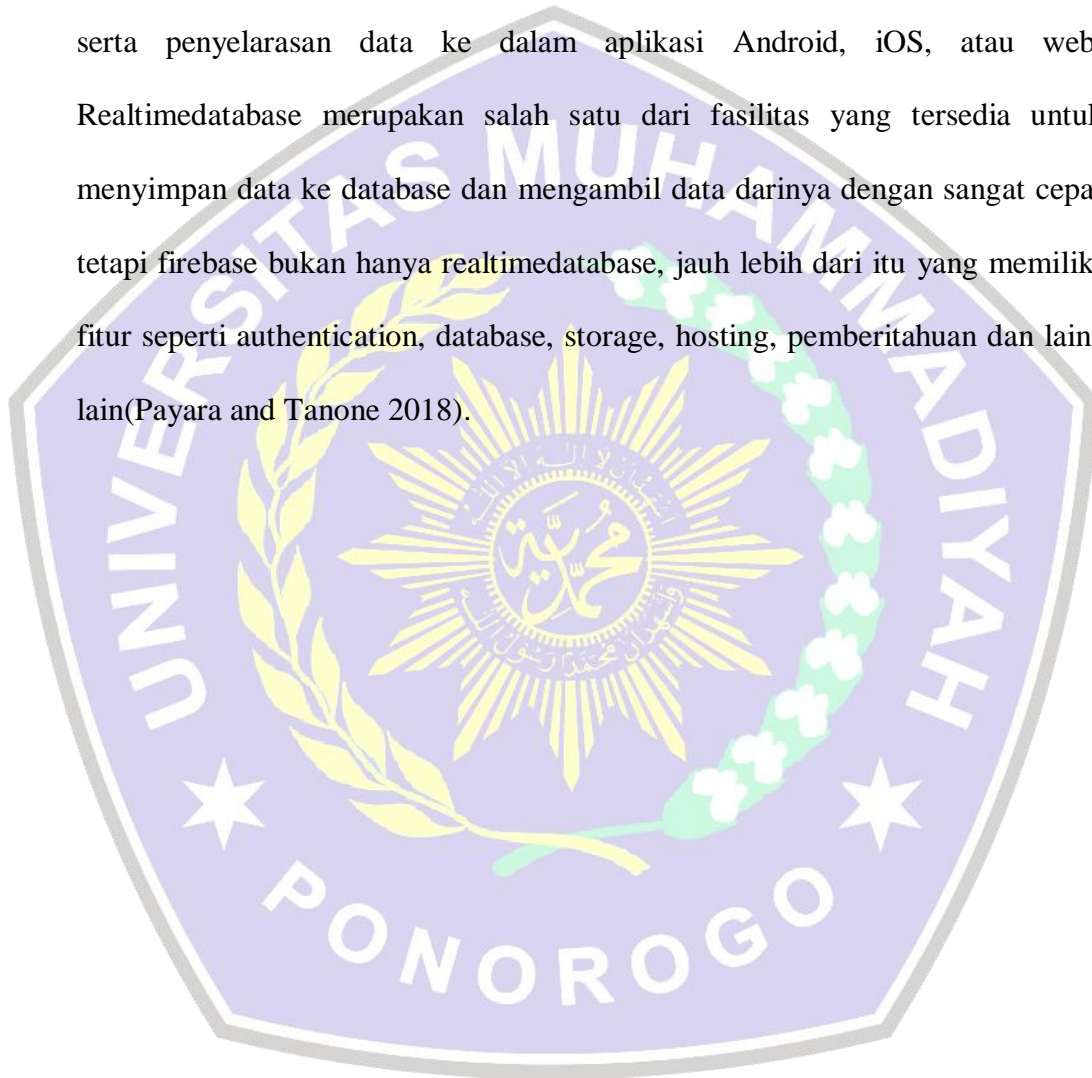 serta penyelarasan data ke dalam aplikasi Android, iOS, atau web
Realtimedatabase merupakan salah satu dari fasilitas yang tersedia untuk
menyimpan data ke database dan mengambil data darinya dengan sangat cepa
tetapi firebase bukan hanya realtimedatabase, jauh lebih dari itu yang memilik
fitur seperti authentication, database, storage, hosting, pemberitahuan dan lain
lain(Payara and Tanone 2018).
UNIVERSITAS MUHAMMADIYAH
PONOROGO
محمد